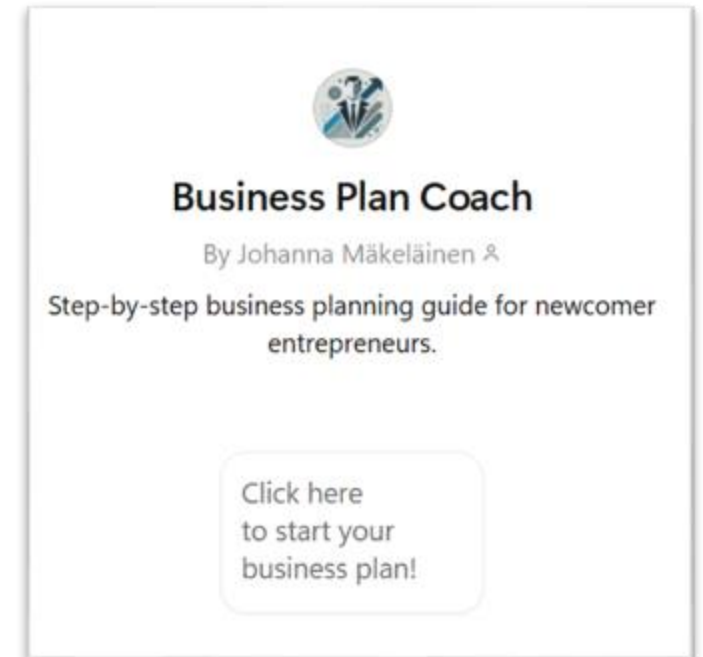 Business Plan Coach
By Johanna Mäkeläinen
Step-by-step business planning guide for newcomer
entrepreneurs.
Click here
to start your
business plan!